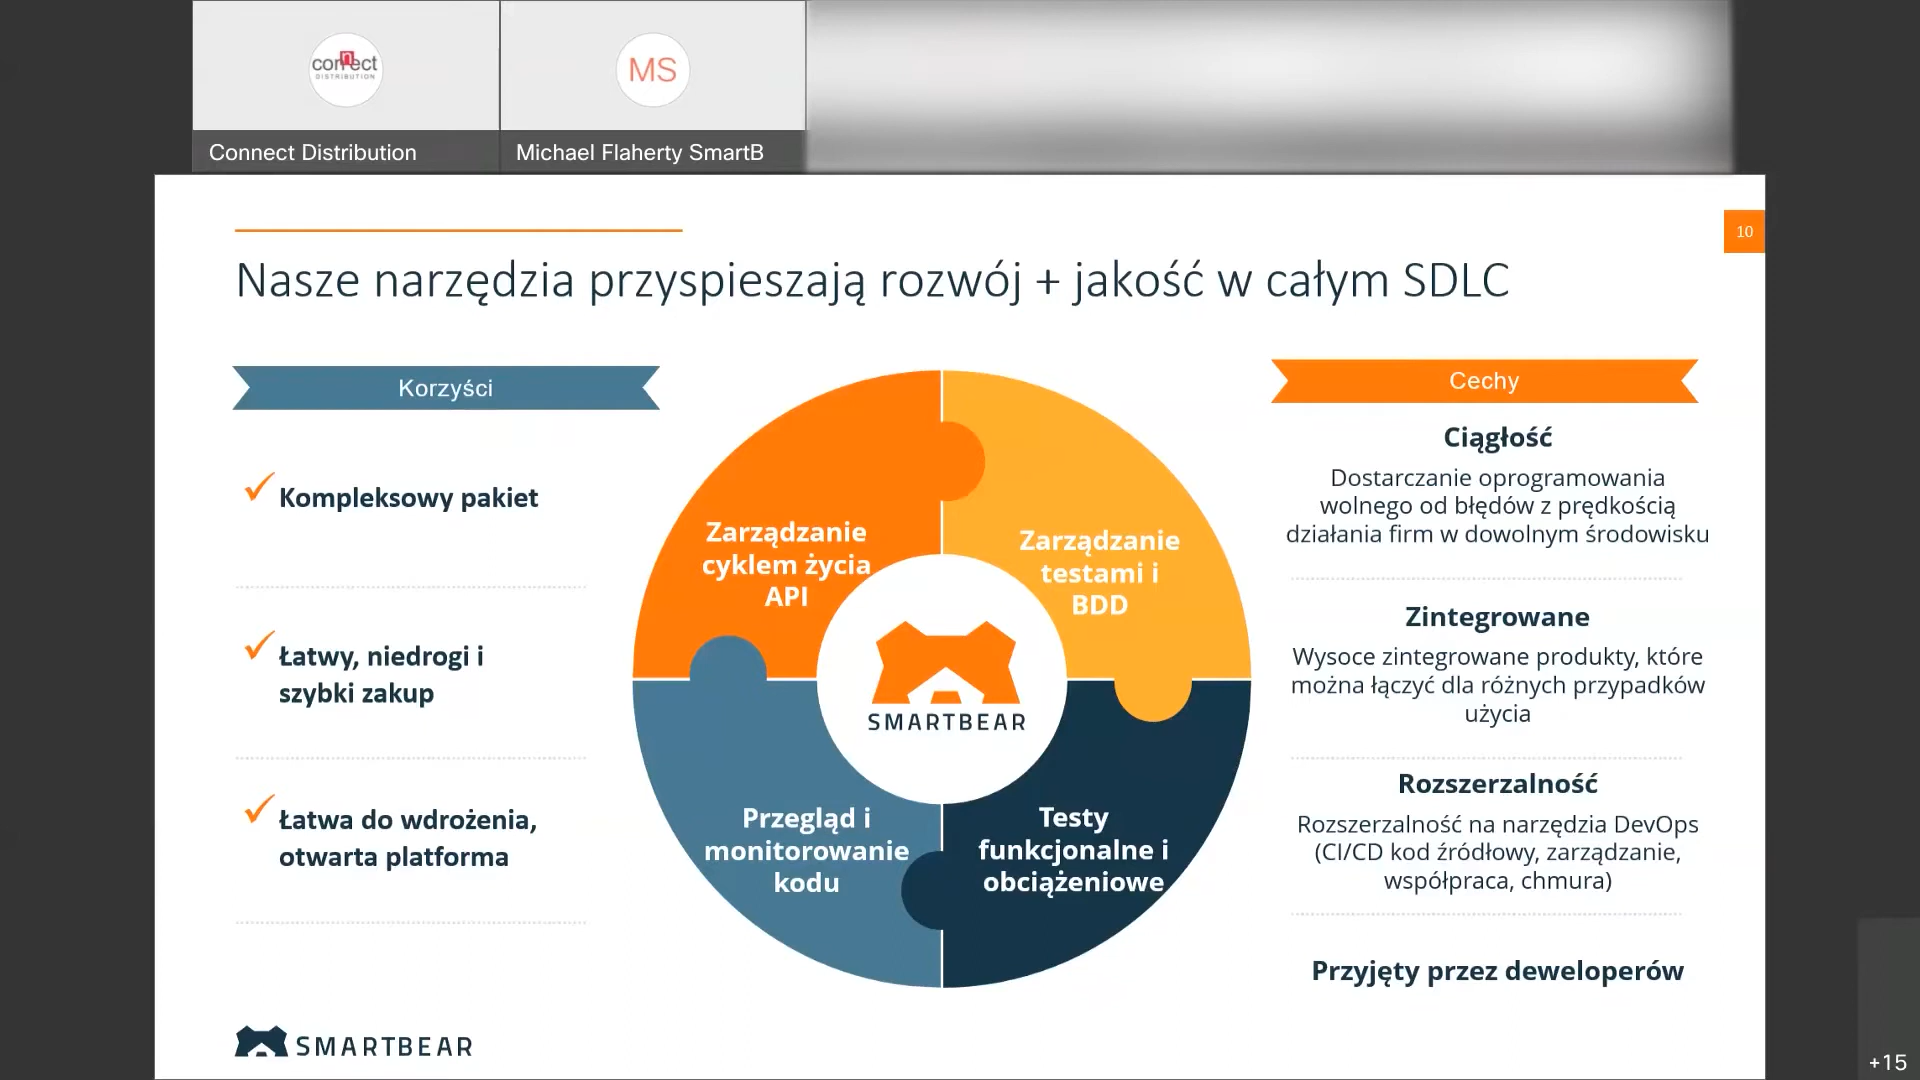 connect
DISTRIBUTION
MS
Connect Distribution
Michael Flaherty SmartB
10
Nasze narzędzia przyspieszają rozwój + jakość w całym SDLC
Korzyści
Kompleksowy pakiet
Łatwy, niedrogi i
szybki zakup
Łatwa do wdrożenia,
otwarta platforma
Zarządzanie
cyklem życia
API
Zarządzanie
testami i
BDD
SMARTBEAR
Przegląd i
monitorowanie
kodu
Testy
funkcjonalne i
obciążeniowe
Cechy
Ciągłość
Dostarczanie oprogramowania
wolnego od błędów z prędkością
działania firm w dowolnym środowisku
Zintegrowane
Wysoce zintegrowane produkty, które
można łączyć dla różnych przypadków
użycia
Rozszerzalność
Rozszerzalność na narzędzia DevOps
(CI/CD kod źródłowy, zarządzanie,
współpraca, chmura)
Przyjęty przez deweloperów
SMARTBEAR
+15